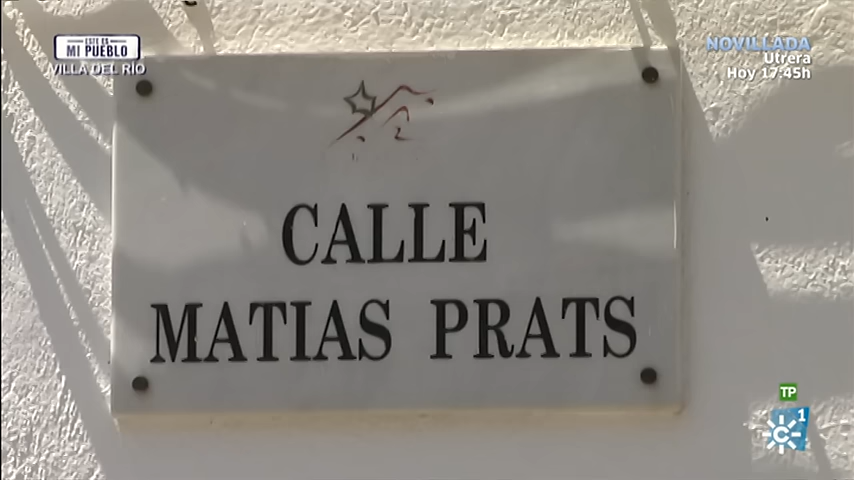 ESTE ES
MI PUEBLO
VILLA DEL RÍO
NOVILLADA
Utrera
Hoy 17:45h
CALLE
MATIAS PRATS
TP
1